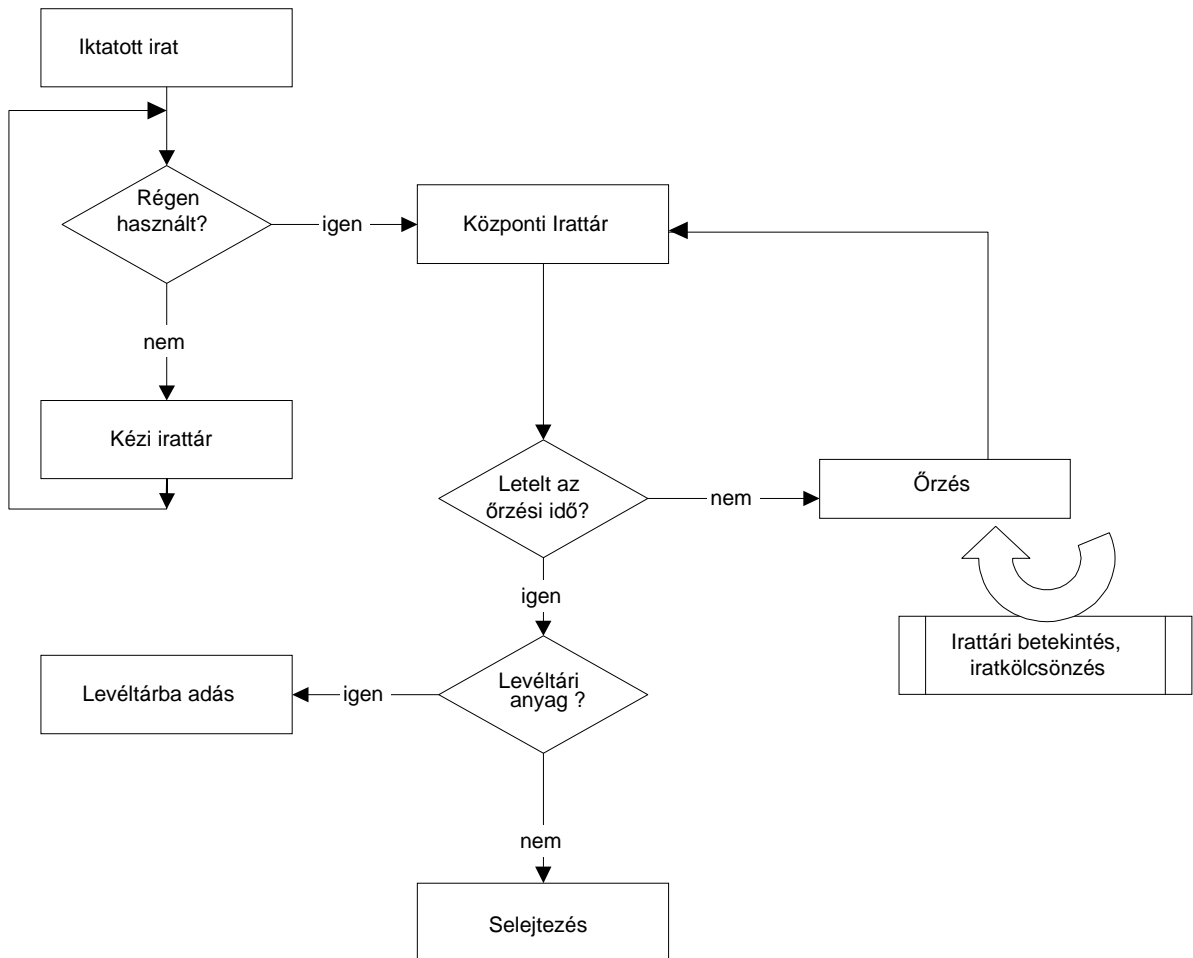 Iktatott irat
Régen
használt?
igen
Központi Irattár
nem
Kézi irattár
Letelt az
őrzési idő?
nem
Őrzés
igen
Irattári betekintés,
iratkölcsönzés
Levéltári
anyag ?
igen
Levéltárba adás
nem
Selejtezés